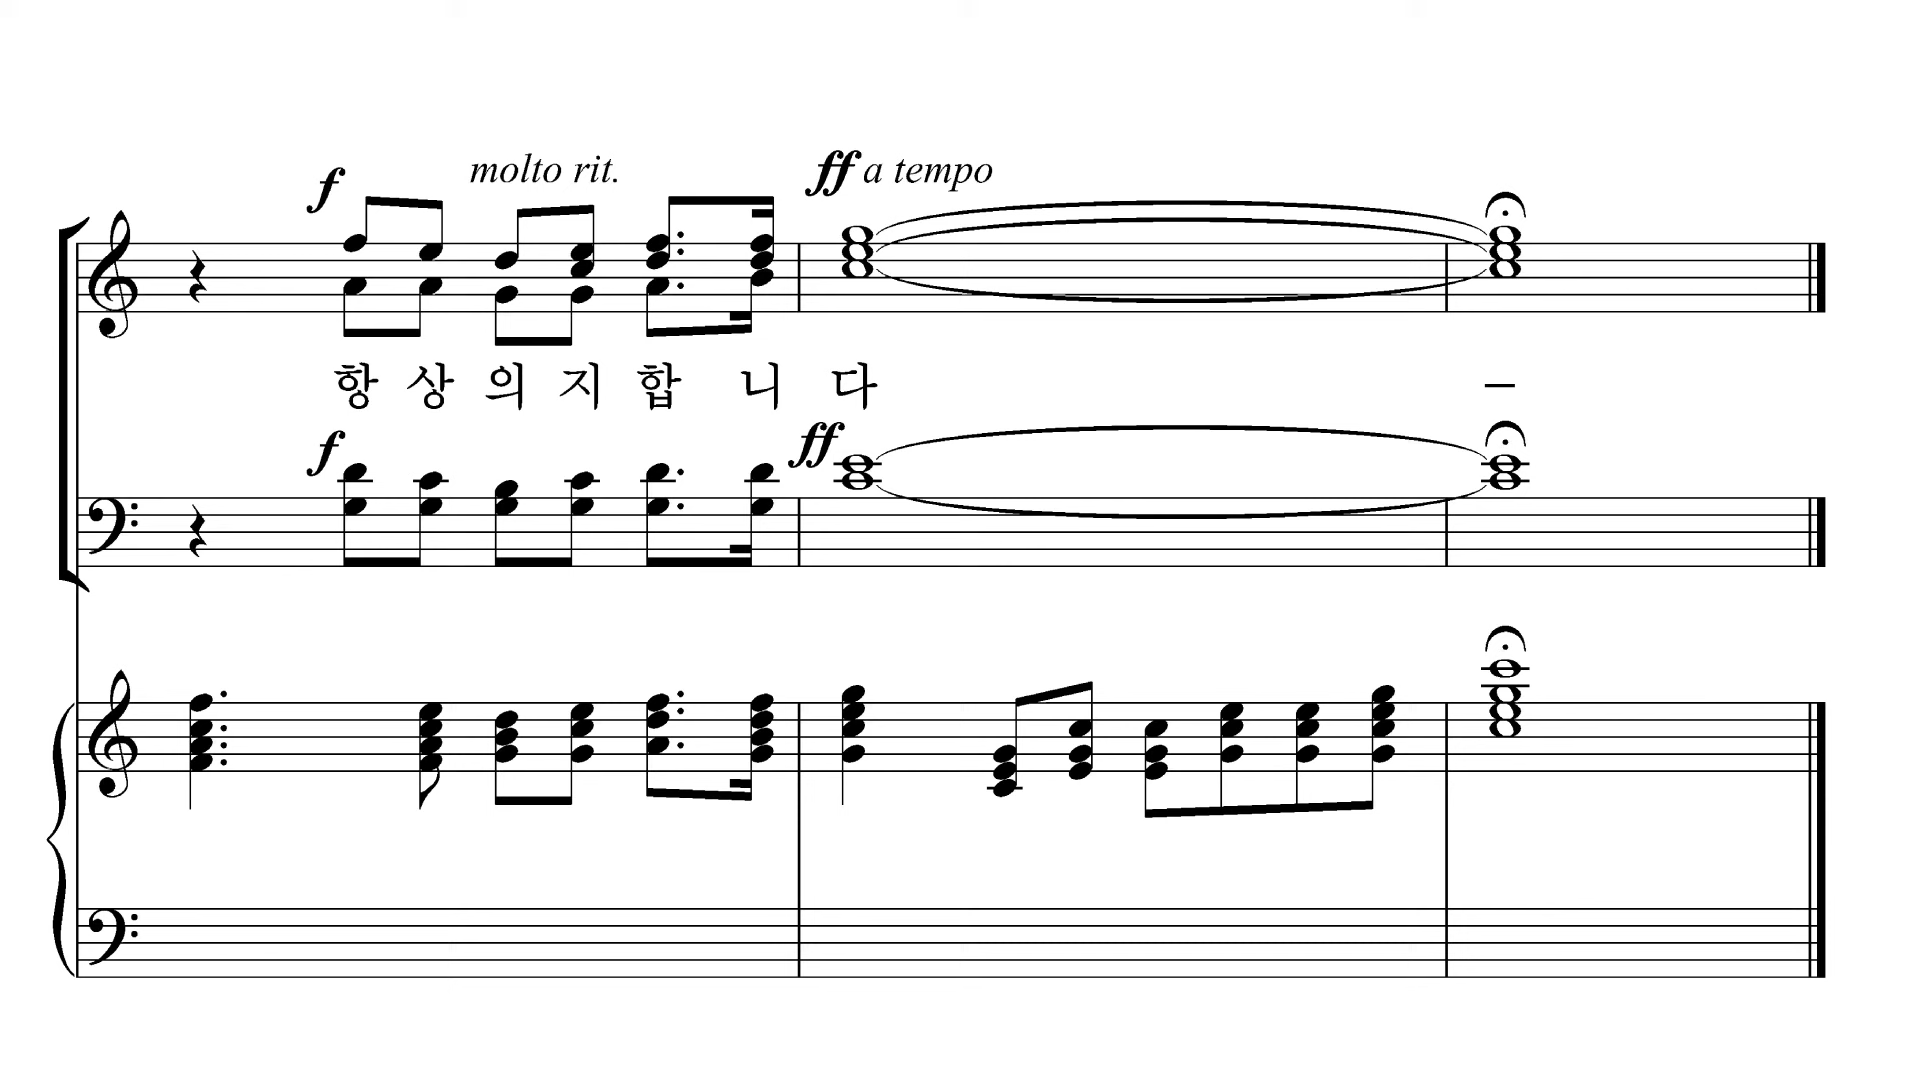 f molto rit. ff a tempo
항 상 의 지 합 니 다 –
f ff